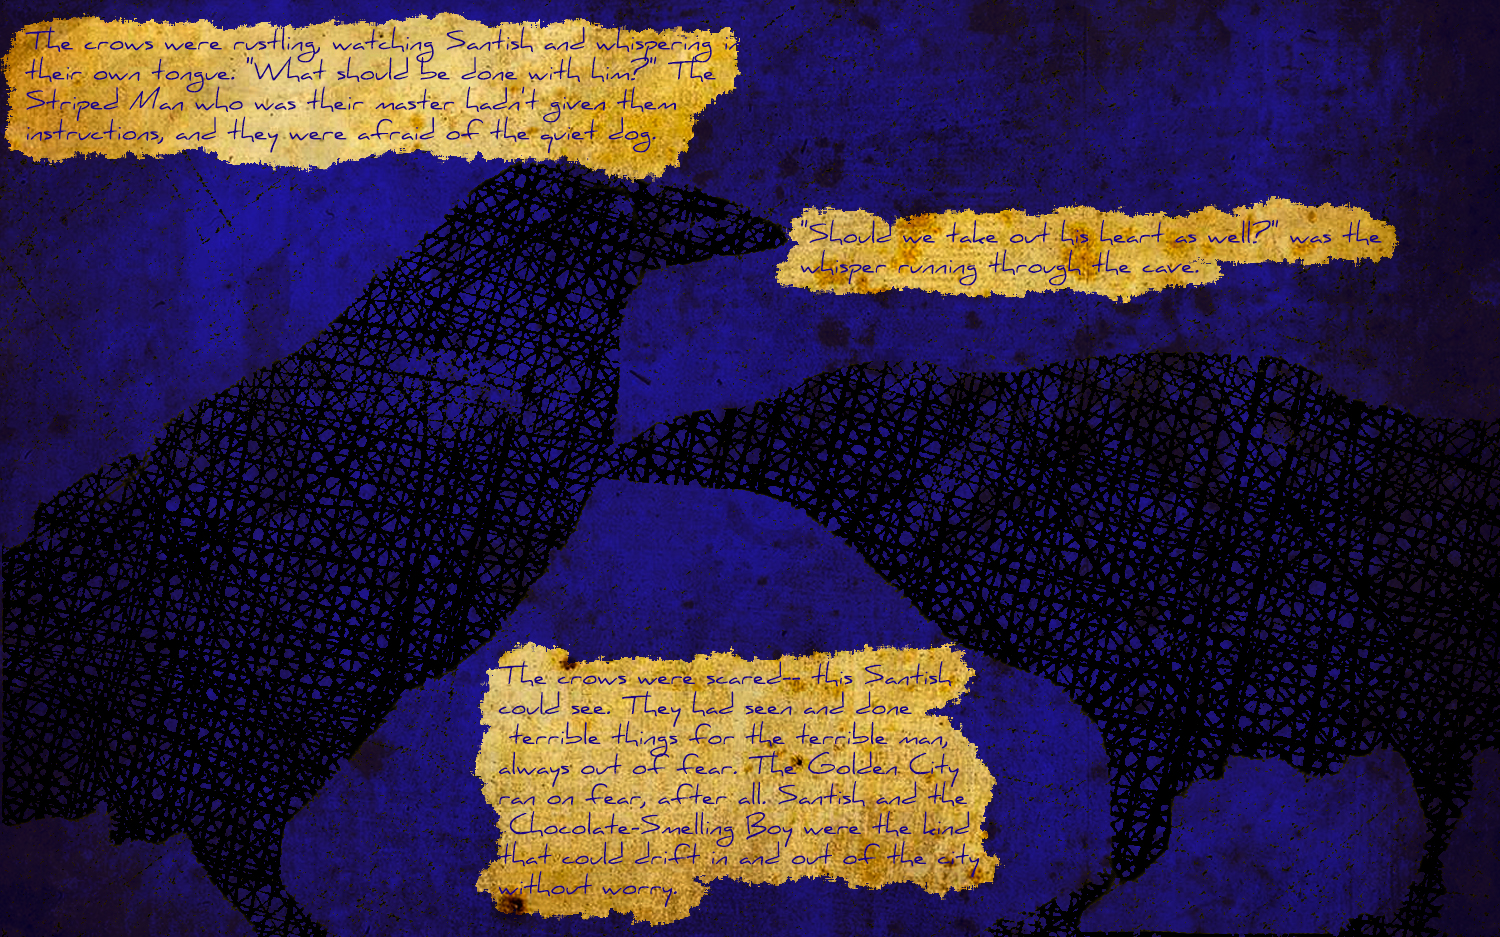 The crows were rustling, watching Santish and whispering in
their own tongue. "What should be done with him?" The
Striped Man who was their master hadn't given them
instructions, and they were afraid of the quiet dog.
"Should we take out his heart as well?" was the
whisper running through the cave.
The crows were scared-- this Santish
could see. They had seen and done
terrible things for the terrible man,
always out of fear. The Golden City
ran on fear, after all. Santish and the
Chocolate-Smelling Boy were the kind
that could drift in and out of the city
without worry.